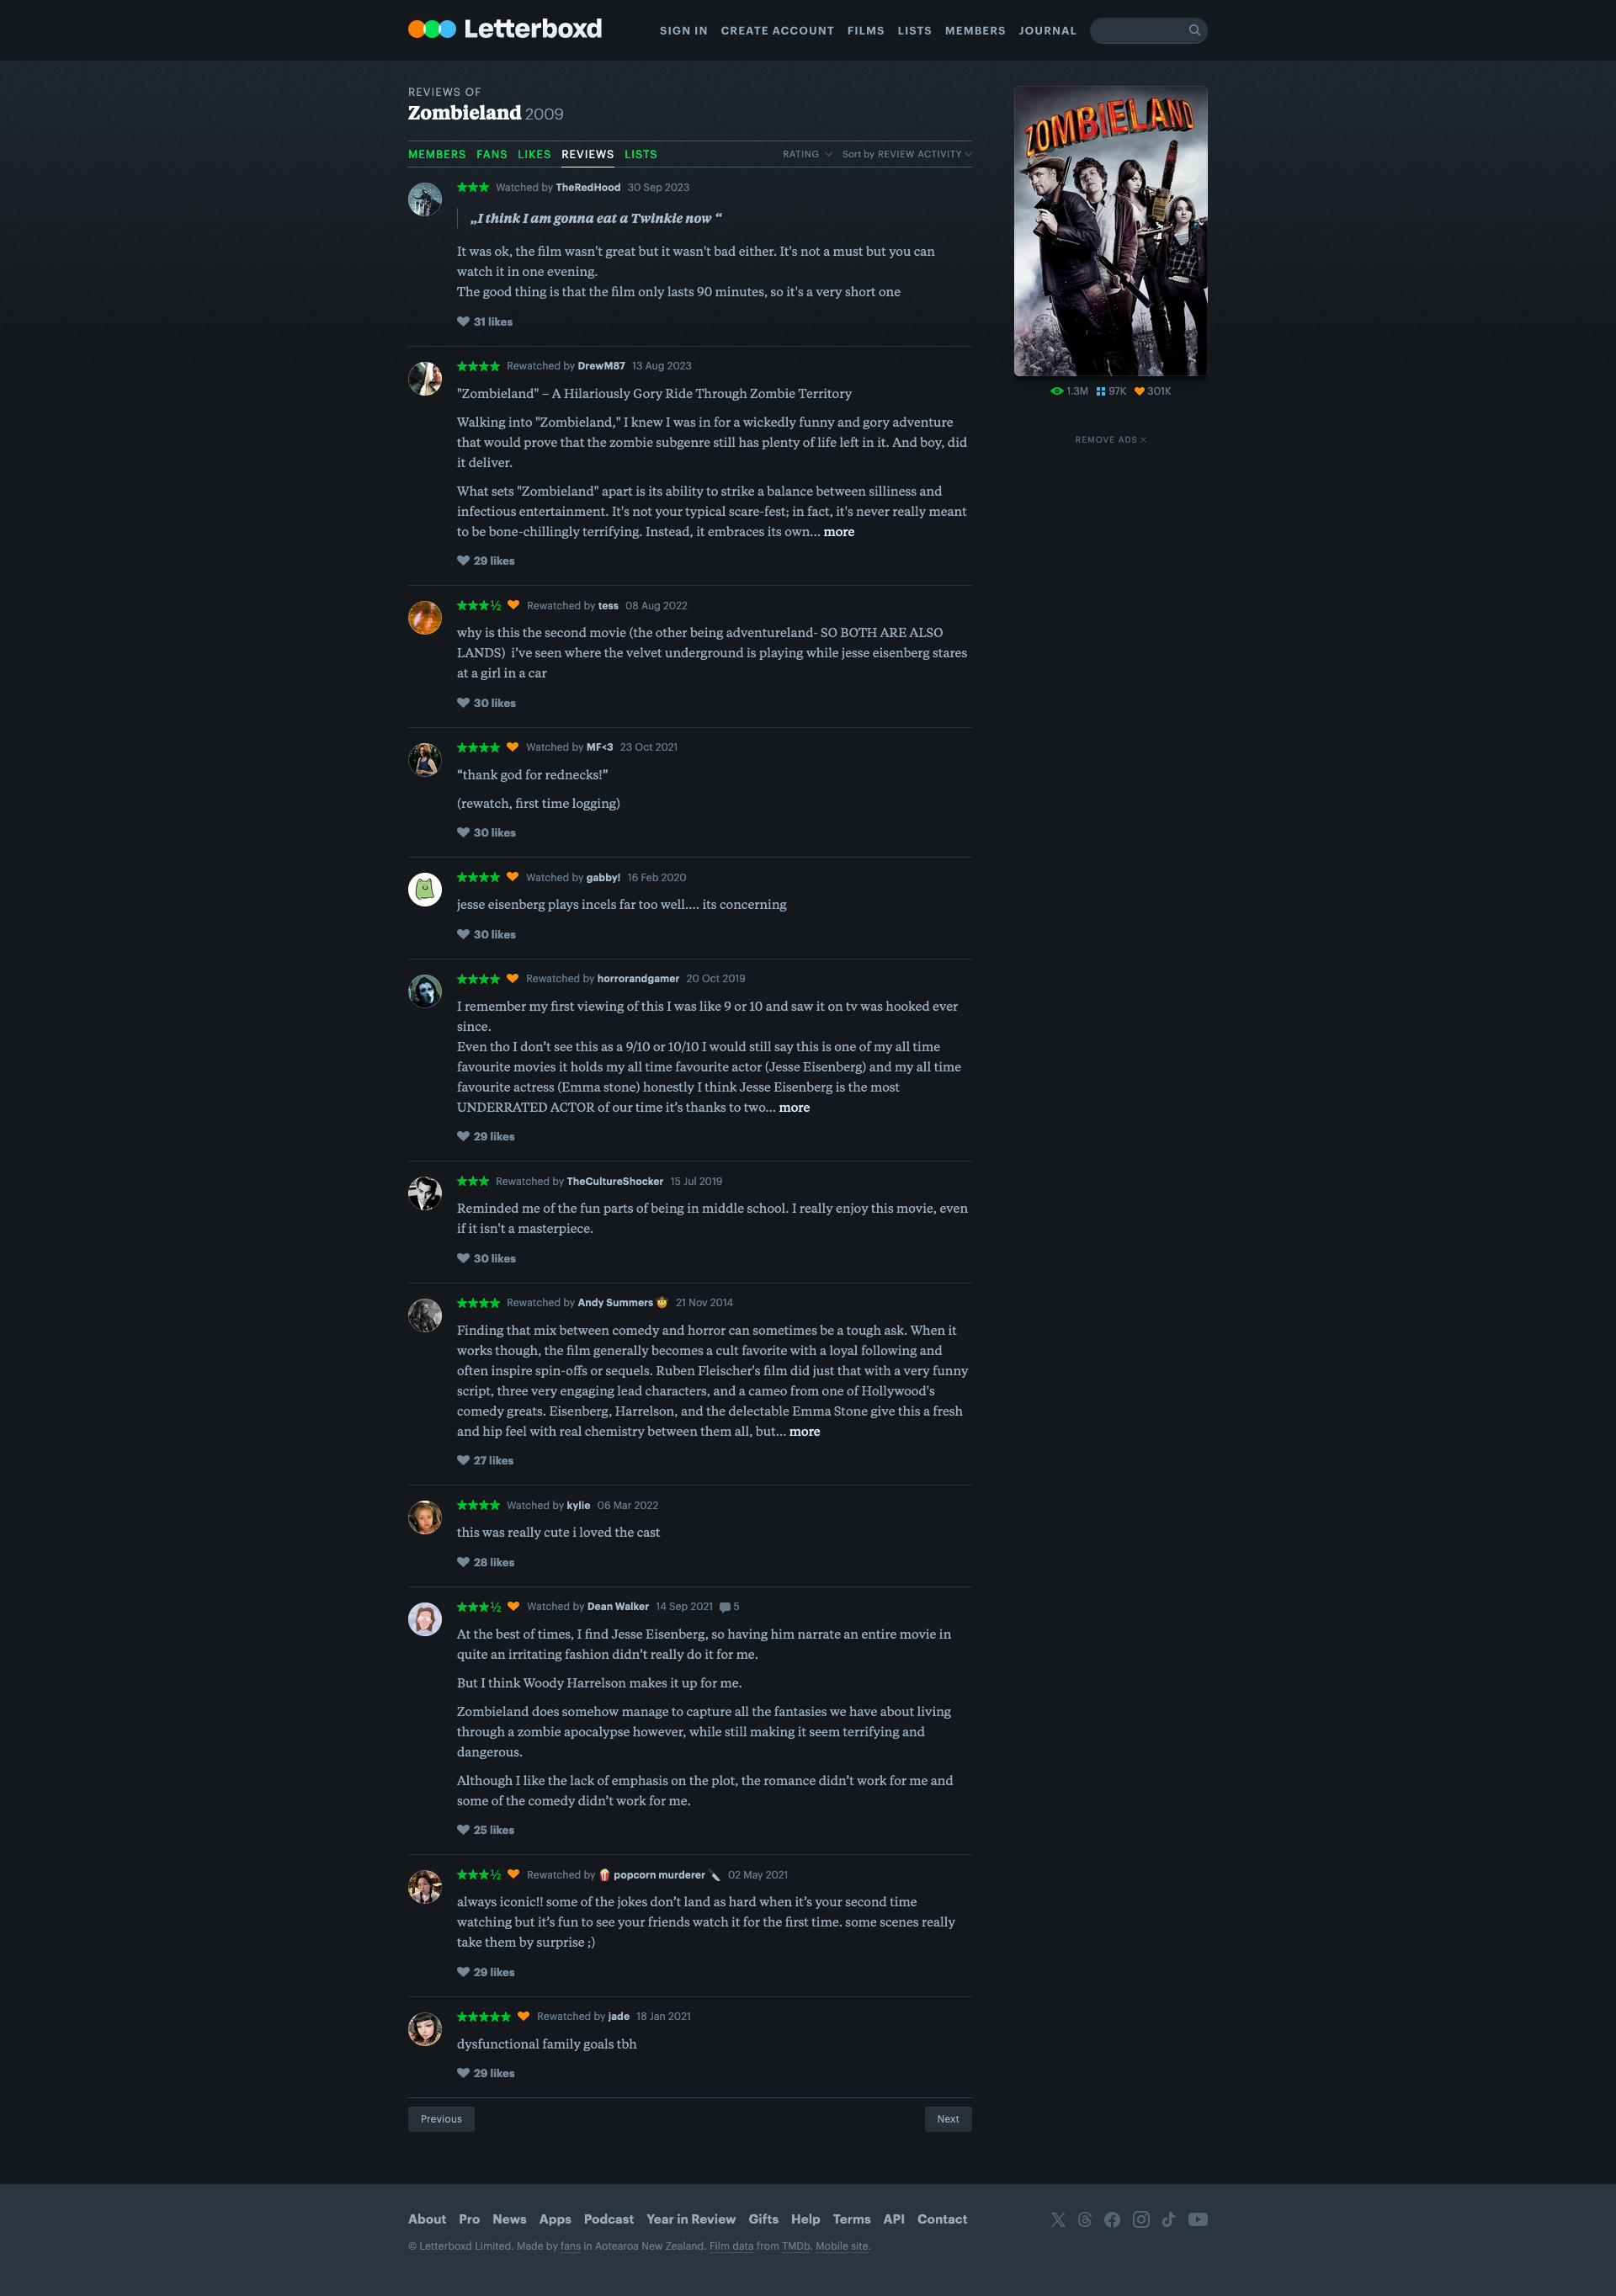 Letterboxd
SIGN IN CREATE ACCOUNT FILMS LISTS MEMBERS JOURNAL
REVIEWS OF
Zombieland 2009
MEMBERS FANS LIKES REVIEWS LISTS
RATING Sort by REVIEW ACTIVITY
ZOMBIELAND
1.3M 97K 301K
REMOVE ADS
★★★ Watched by TheRedHood 30 Sep 2023
„I think I am gonna eat a Twinkie now “
It was ok, the film wasn't great but it wasn't bad either. It's not a must but you can
watch it in one evening.
The good thing is that the film only lasts 90 minutes, so it's a very short one
31 likes
★★★★ Rewatched by DrewM87 13 Aug 2023
"Zombieland" – A Hilariously Gory Ride Through Zombie Territory
Walking into "Zombieland," I knew I was in for a wickedly funny and gory adventure
that would prove that the zombie subgenre still has plenty of life left in it. And boy, did
it deliver.
What sets "Zombieland" apart is its ability to strike a balance between silliness and
infectious entertainment. It's not your typical scare-fest; in fact, it's never really meant
to be bone-chillingly terrifying. Instead, it embraces its own… more
29 likes
★★★½ Rewatched by tess 08 Aug 2022
why is this the second movie (the other being adventureland- SO BOTH ARE ALSO
LANDS) i’ve seen where the velvet underground is playing while jesse eisenberg stares
at a girl in a car
30 likes
★★★★ Watched by MF<3 23 Oct 2021
“thank god for rednecks!”
(rewatch, first time logging)
30 likes
★★★★ Watched by gabby! 16 Feb 2020
jesse eisenberg plays incels far too well.... its concerning
30 likes
★★★★ Rewatched by horrorandgamer 20 Oct 2019
I remember my first viewing of this I was like 9 or 10 and saw it on tv was hooked ever
since.
Even tho I don’t see this as a 9/10 or 10/10 I would still say this is one of my all time
favourite movies it holds my all time favourite actor (Jesse Eisenberg) and my all time
favourite actress (Emma stone) honestly I think Jesse Eisenberg is the most
UNDERRATED ACTOR of our time it’s thanks to two… more
29 likes
★★★ Rewatched by TheCultureShocker 15 Jul 2019
Reminded me of the fun parts of being in middle school. I really enjoy this movie, even
if it isn't a masterpiece.
30 likes
★★★★ Rewatched by Andy Summers 🤠 21 Nov 2014
Finding that mix between comedy and horror can sometimes be a tough ask. When it
works though, the film generally becomes a cult favorite with a loyal following and
often inspire spin-offs or sequels. Ruben Fleischer's film did just that with a very funny
script, three very engaging lead characters, and a cameo from one of Hollywood's
comedy greats. Eisenberg, Harrelson, and the delectable Emma Stone give this a fresh
and hip feel with real chemistry between them all, but… more
27 likes
★★★★ Watched by kylie 06 Mar 2022
this was really cute i loved the cast
28 likes
★★★½ Watched by Dean Walker 14 Sep 2021 5
At the best of times, I find Jesse Eisenberg, so having him narrate an entire movie in
quite an irritating fashion didn’t really do it for me.
But I think Woody Harrelson makes it up for me.
Zombieland does somehow manage to capture all the fantasies we have about living
through a zombie apocalypse however, while still making it seem terrifying and
dangerous.
Although I like the lack of emphasis on the plot, the romance didn’t work for me and
some of the comedy didn’t work for me.
25 likes
★★★½ Rewatched by 🍿 popcorn murderer 🔪 02 May 2021
always iconic!! some of the jokes don’t land as hard when it’s your second time
watching but it’s fun to see your friends watch it for the first time. some scenes really
take them by surprise ;)
29 likes
★★★★★ Rewatched by jade 18 Jan 2021
dysfunctional family goals tbh
29 likes
Previous Next
About Pro News Apps Podcast Year in Review Gifts Help Terms API Contact
© Letterboxd Limited. Made by fans in Aotearoa New Zealand. Film data from TMDb. Mobile site.